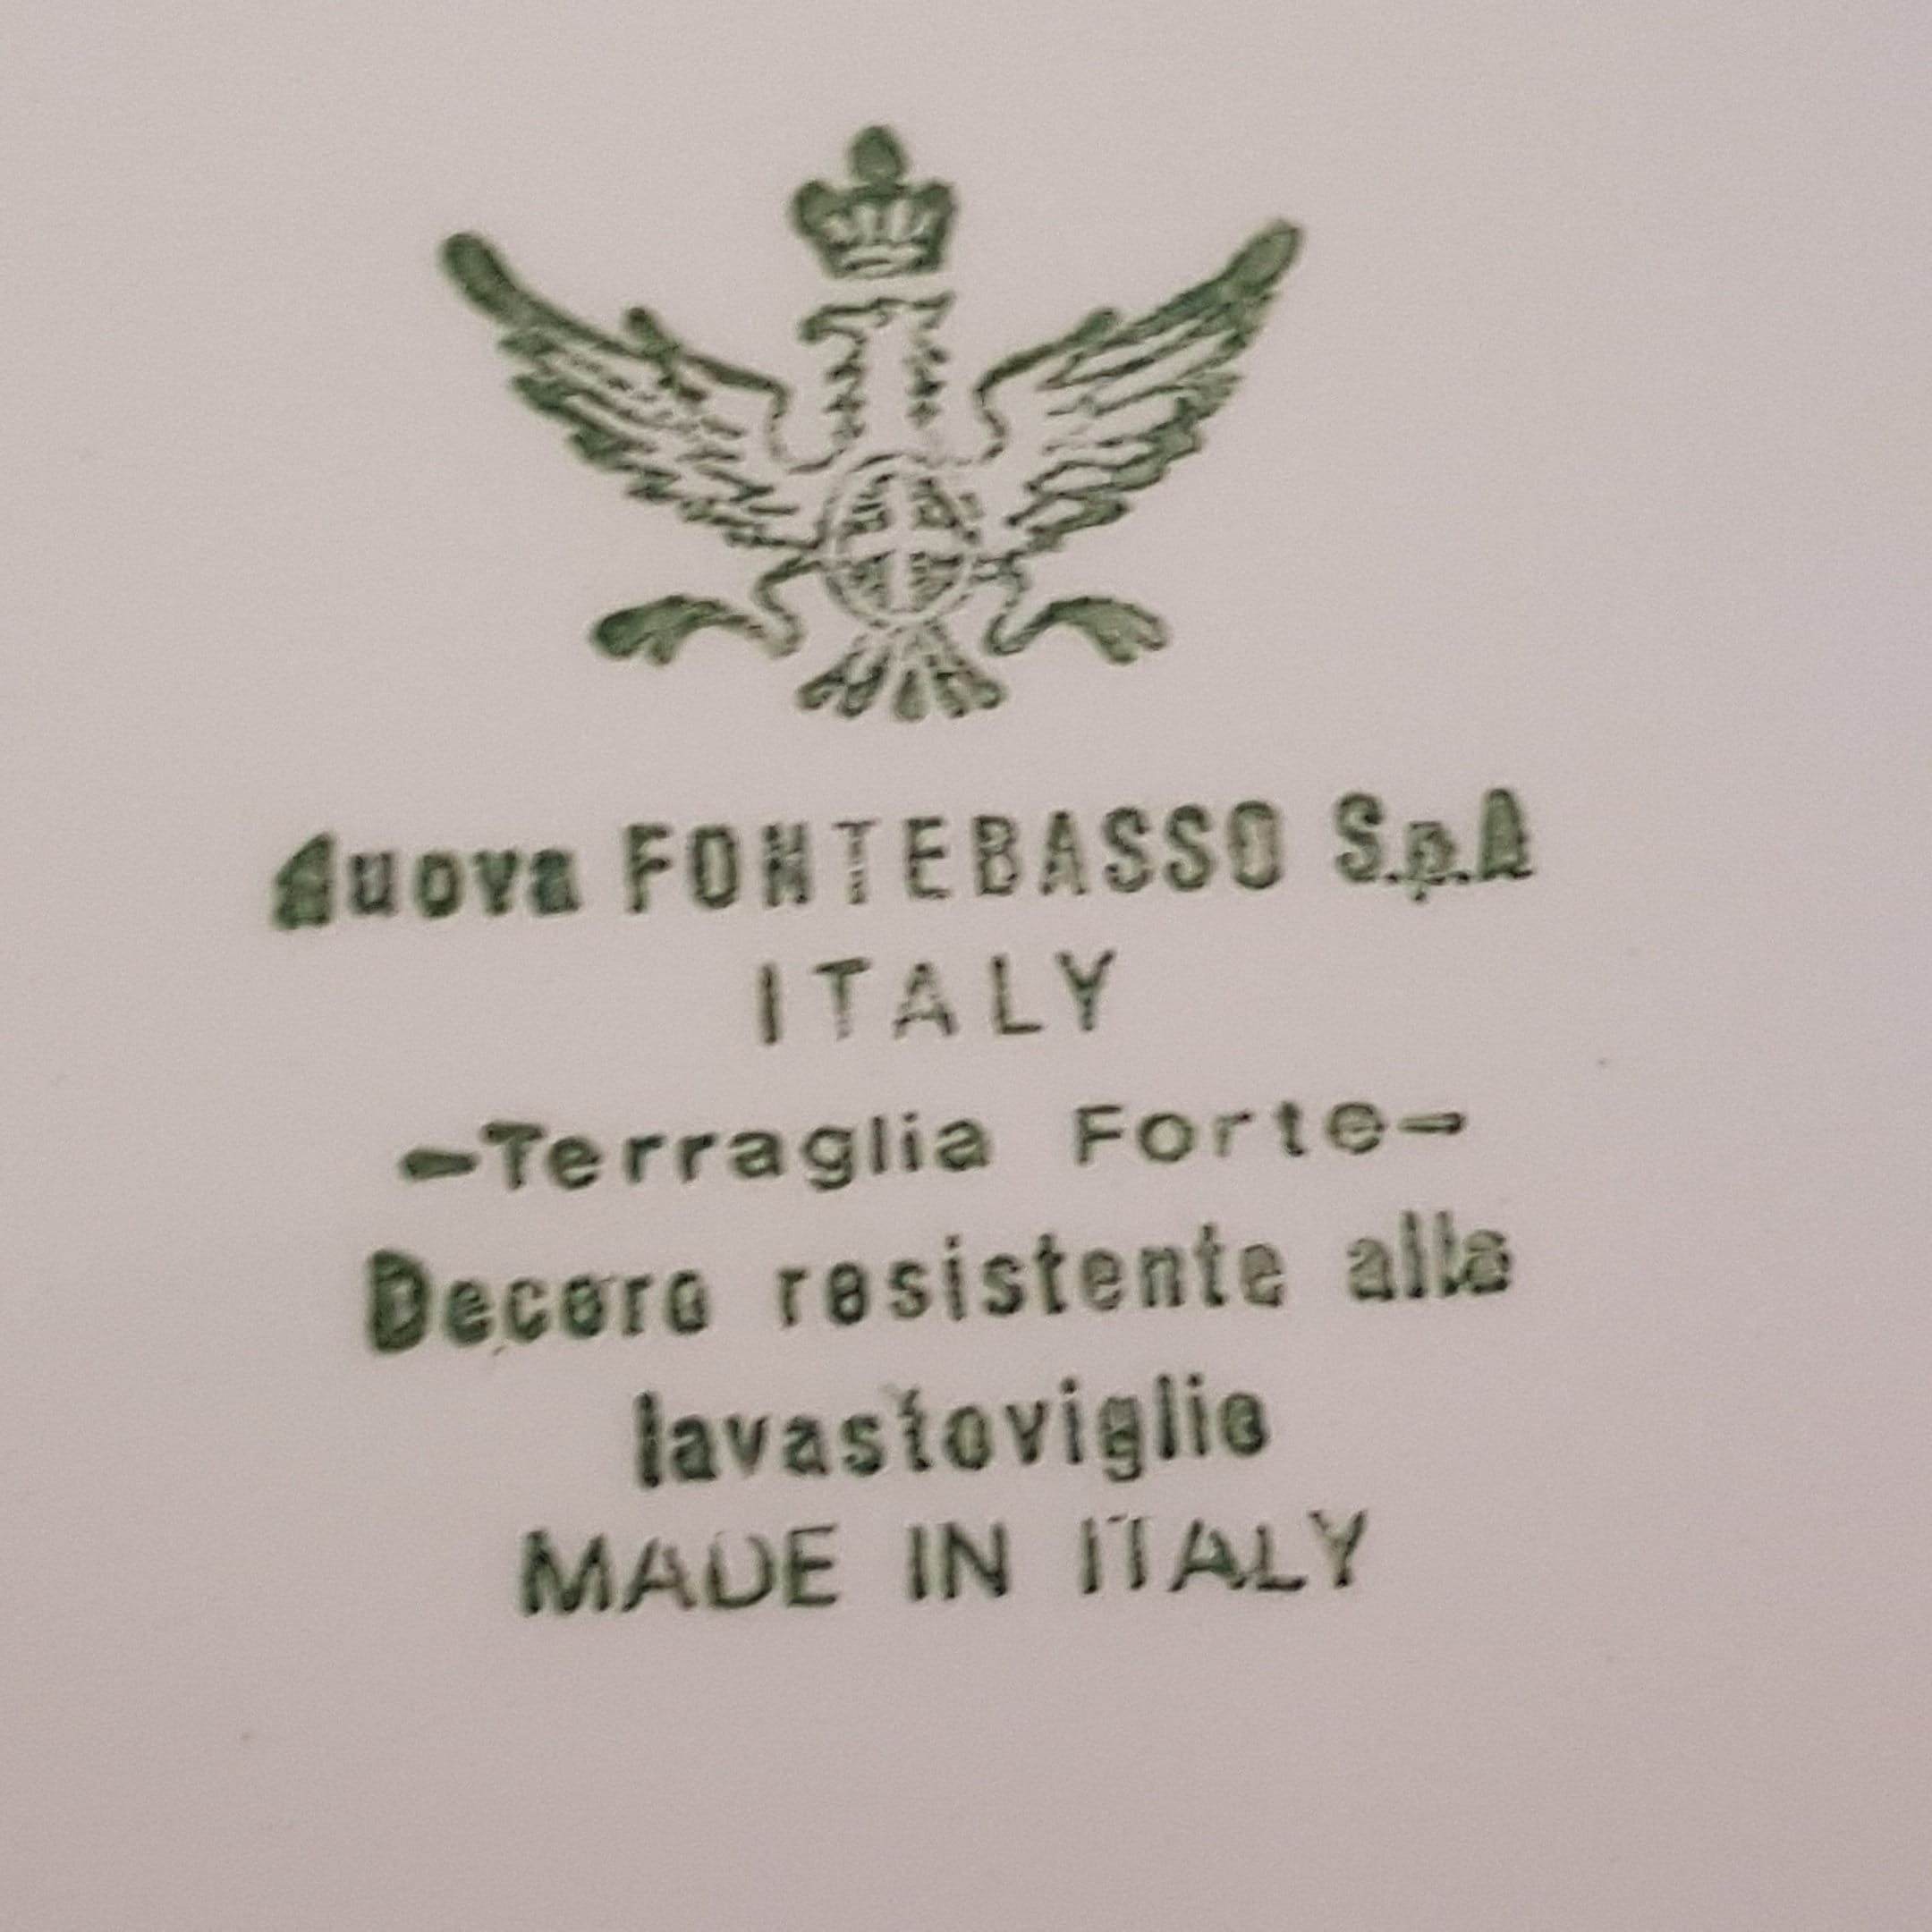 Nuova FONTEBASSO S.p.A
ITALY
-Terraglia Forte-
Decoro resistente alla
lavastoviglie
MADE IN ITALY